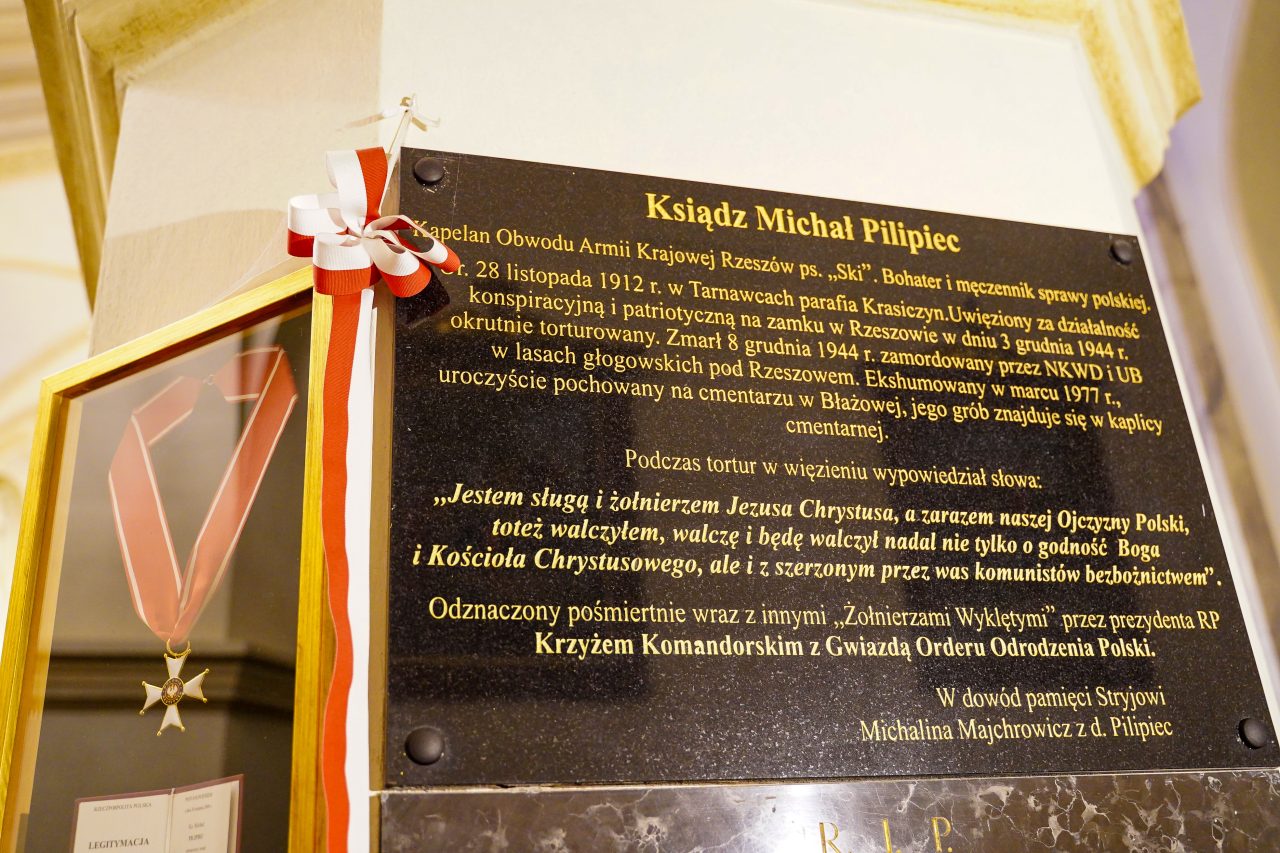 Ksiądz Michał Pilipiec
Kapelan Obwodu Armii Krajowej Rzeszów ps. „Ski”. Bohater i męczennik sprawy polskiej.
r. 28 listopada 1912 r. w Tarnawcach parafia Krasiczyn.Uwięziony za działalność
konspiracyjną i patriotyczną na zamku w Rzeszowie w dniu 3 grudnia 1944 r.
okrutnie torturowany. Zmarł 8 grudnia 1944 r. zamordowany przez NKWD i UB
w lasach głogowskich pod Rzeszowem. Ekshumowany w marcu 1977 r.,
uroczyście pochowany na cmentarzu w Błażowej, jego grób znajduje się w kaplicy
cmentarnej.
Podczas tortur w więzieniu wypowiedział słowa:
„Jestem sługą i żołnierzem Jezusa Chrystusa, a zarazem naszej Ojczyzny Polski,
toteż walczyłem, walczę i będę walczył nadal nie tylko o godność Boga
i Kościoła Chrystusowego, ale i z szerzonym przez was komunistów bezbożnictwem”.
Odznaczony pośmiertnie wraz z innymi „Żołnierzami Wyklętymi” przez prezydenta RP
Krzyżem Komandorskim z Gwiazdą Orderu Odrodzenia Polski.
W dowód pamięci Stryjowi
Michalina Majchrowicz z d. Pilipiec
R. I. P.
RZECZPOSPOLITA POLSKA
LEGITYMACJA